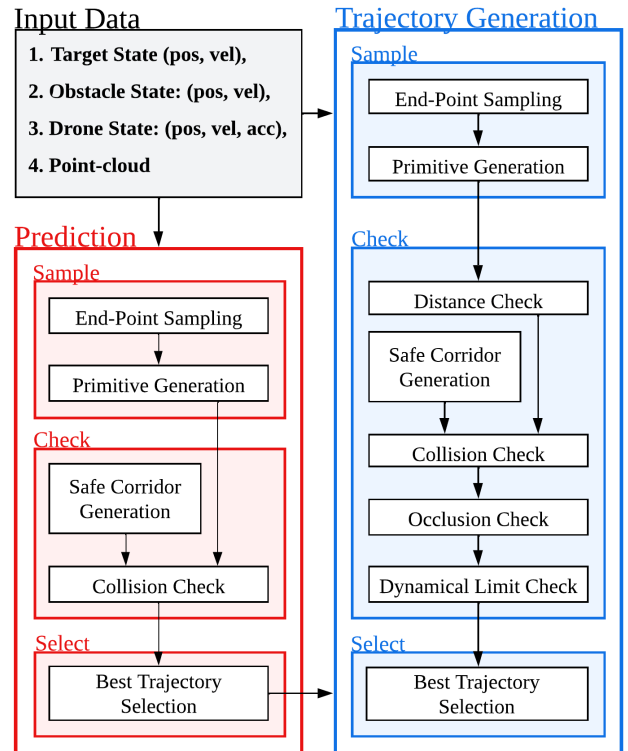 Input Data
1. Target State (pos, vel),
2. Obstacle State: (pos, vel),
3. Drone State: (pos, vel, acc),
4. Point-cloud
Prediction
Sample
End-Point Sampling
Primitive Generation
Check
Safe Corridor
Generation
Collision Check
Select
Best Trajectory
Selection
Trajectory Generation
Sample
End-Point Sampling
Primitive Generation
Check
Distance Check
Safe Corridor
Generation
Collision Check
Occlusion Check
Dynamical Limit Check
Select
Best Trajectory
Selection